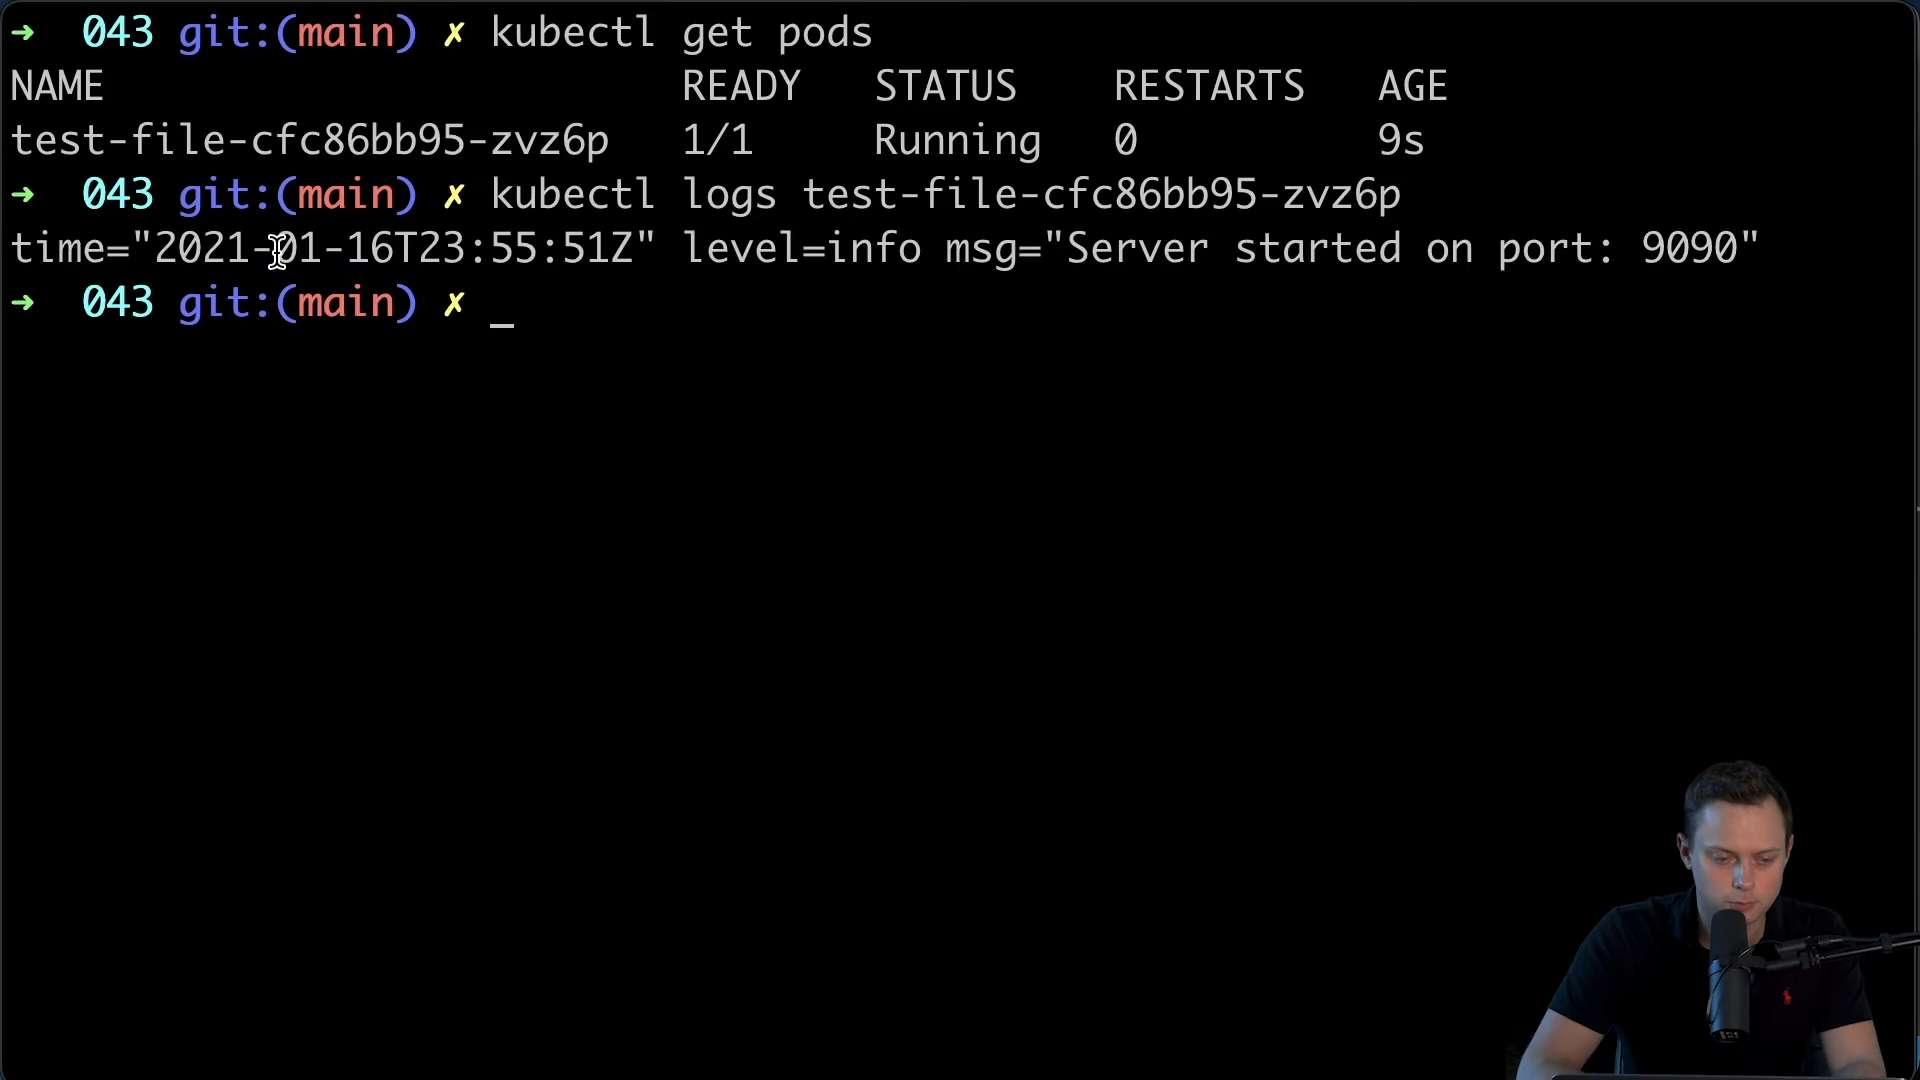 ➜ 043 git:(main) ✗ kubectl get pods
NAME READY STATUS RESTARTS AGE
test-file-cfc86bb95-zvz6p 1/1 Running 0 9s
➜ 043 git:(main) ✗ kubectl logs test-file-cfc86bb95-zvz6p
time="2021-01-16T23:55:51Z" level=info msg="Server started on port: 9090"
➜ 043 git:(main) ✗ _